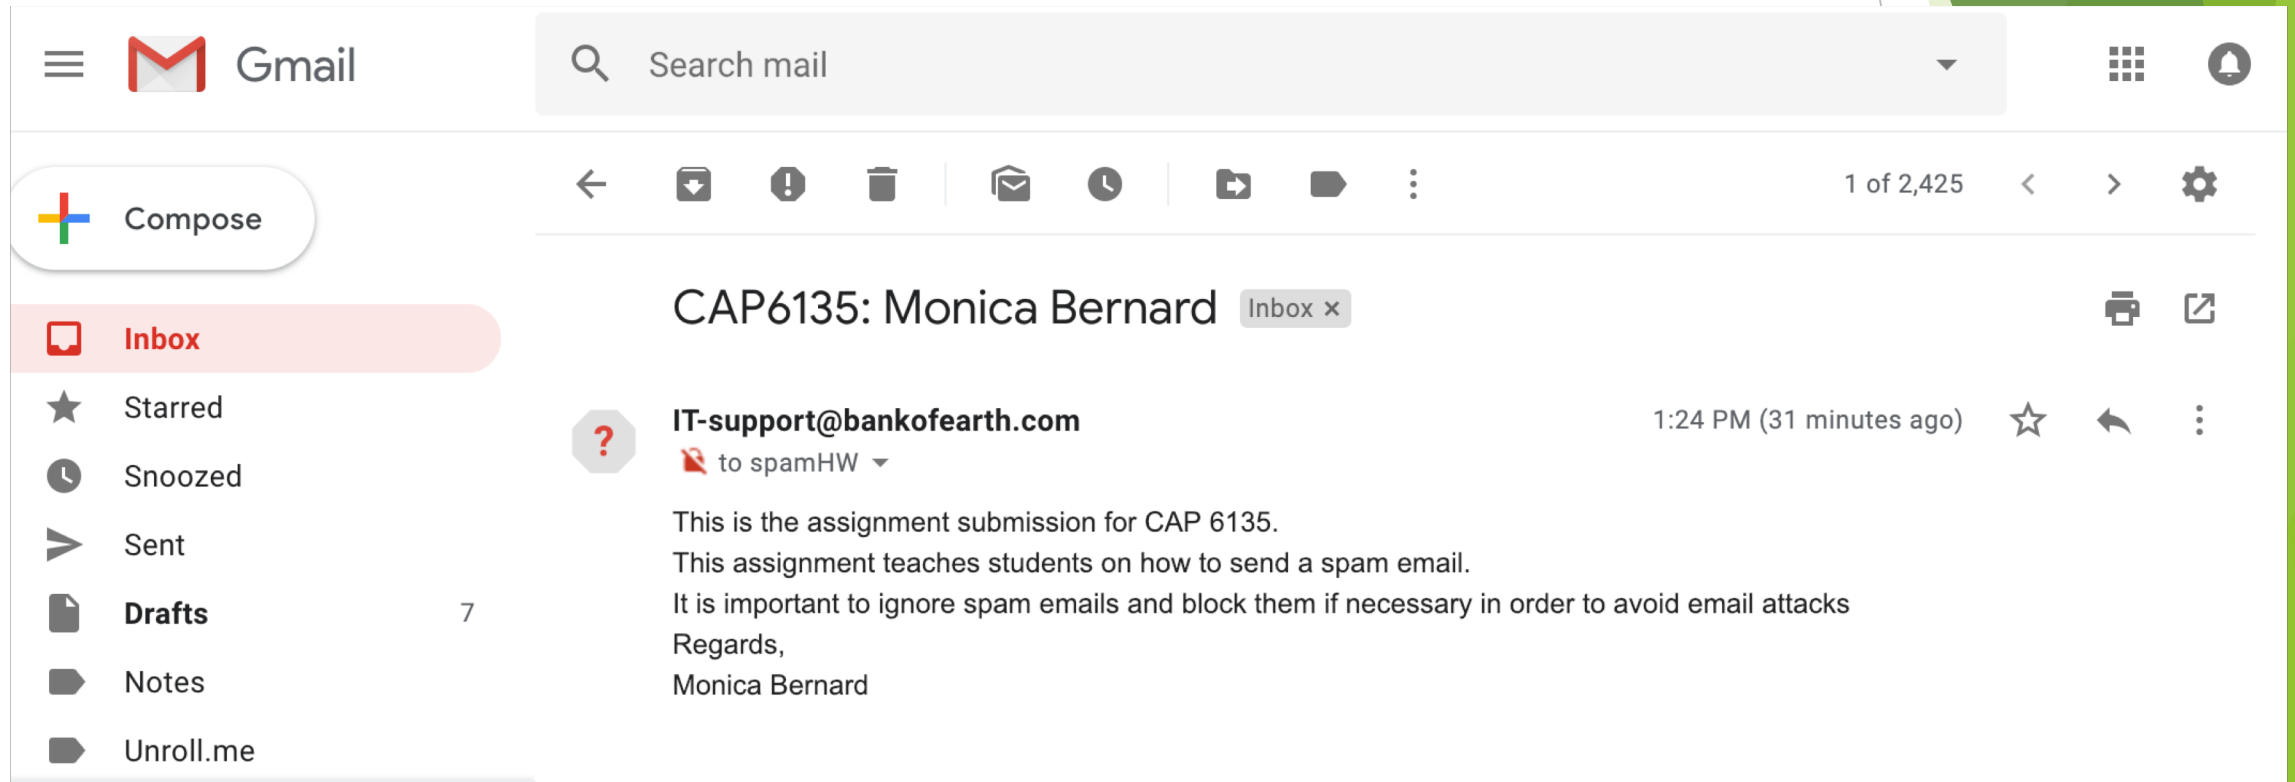 Gmail
Search mail
Compose
1 of 2,425
Inbox
Starred
Snoozed
Sent
Drafts 7
Notes
Unroll.me
CAP6135: Monica Bernard Inbox ×
?
IT-support@bankofearth.com 1:24 PM (31 minutes ago)
to spamHW
This is the assignment submission for CAP 6135.
This assignment teaches students on how to send a spam email.
It is important to ignore spam emails and block them if necessary in order to avoid email attacks
Regards,
Monica Bernard